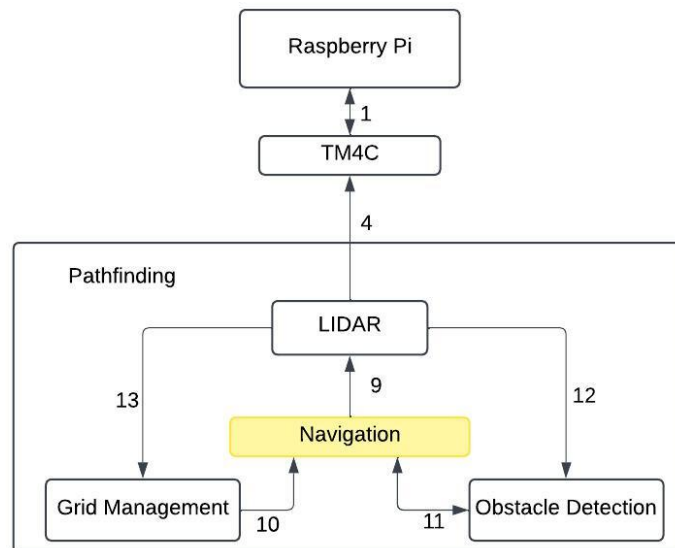 Raspberry Pi
1
TM4C
4
Pathfinding
LIDAR
13
9
12
Navigation
Grid Management
10
11
Obstacle Detection